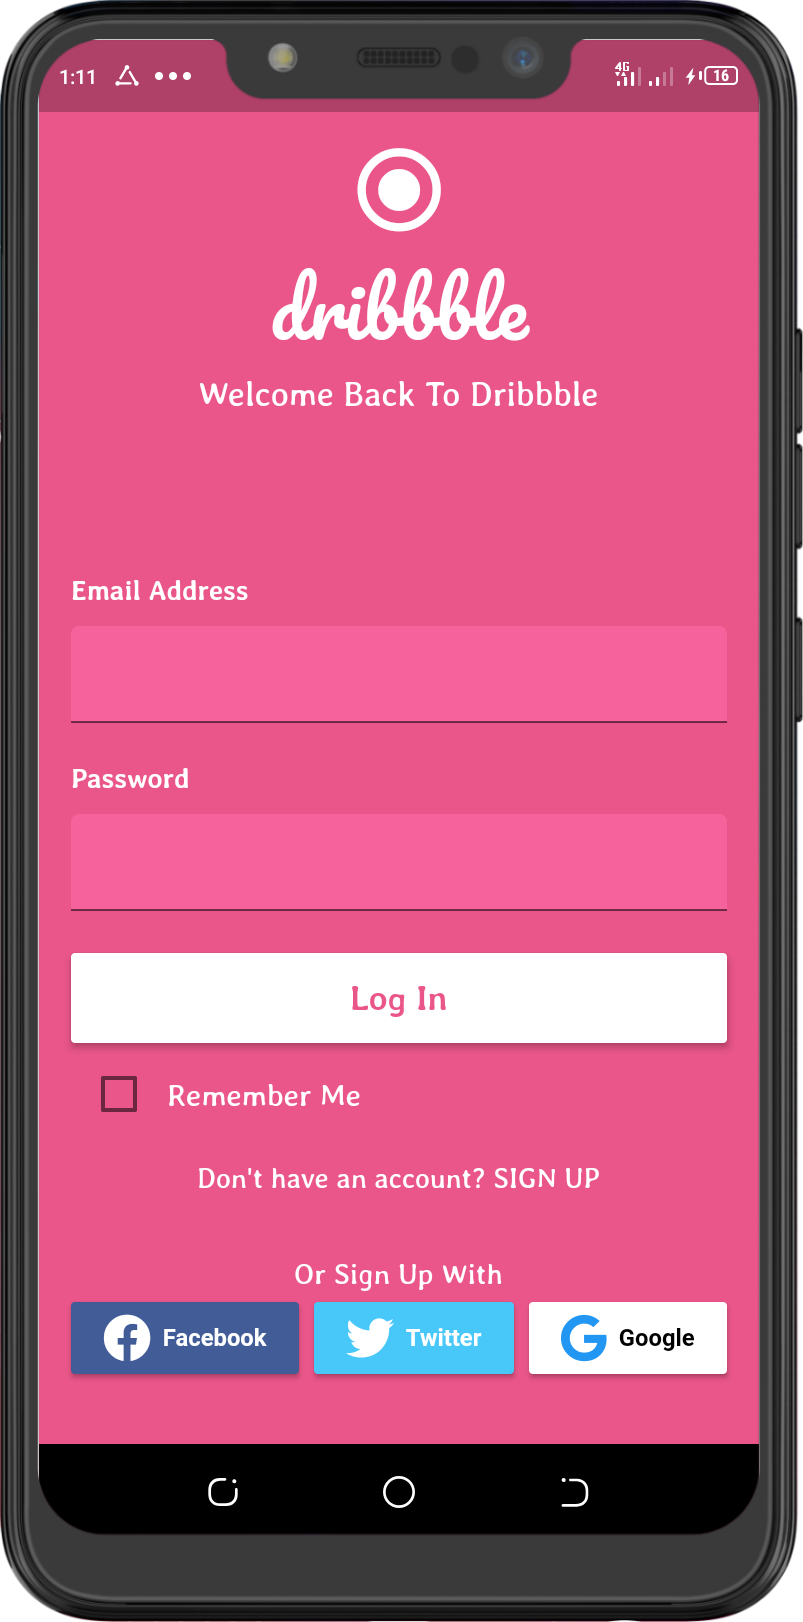 1:11 4G 16
dribbble
Welcome Back To Dribbble
Email Address
Password
Log In
Remember Me
Don't have an account? SIGN UP
Or Sign Up With
Facebook Twitter Google